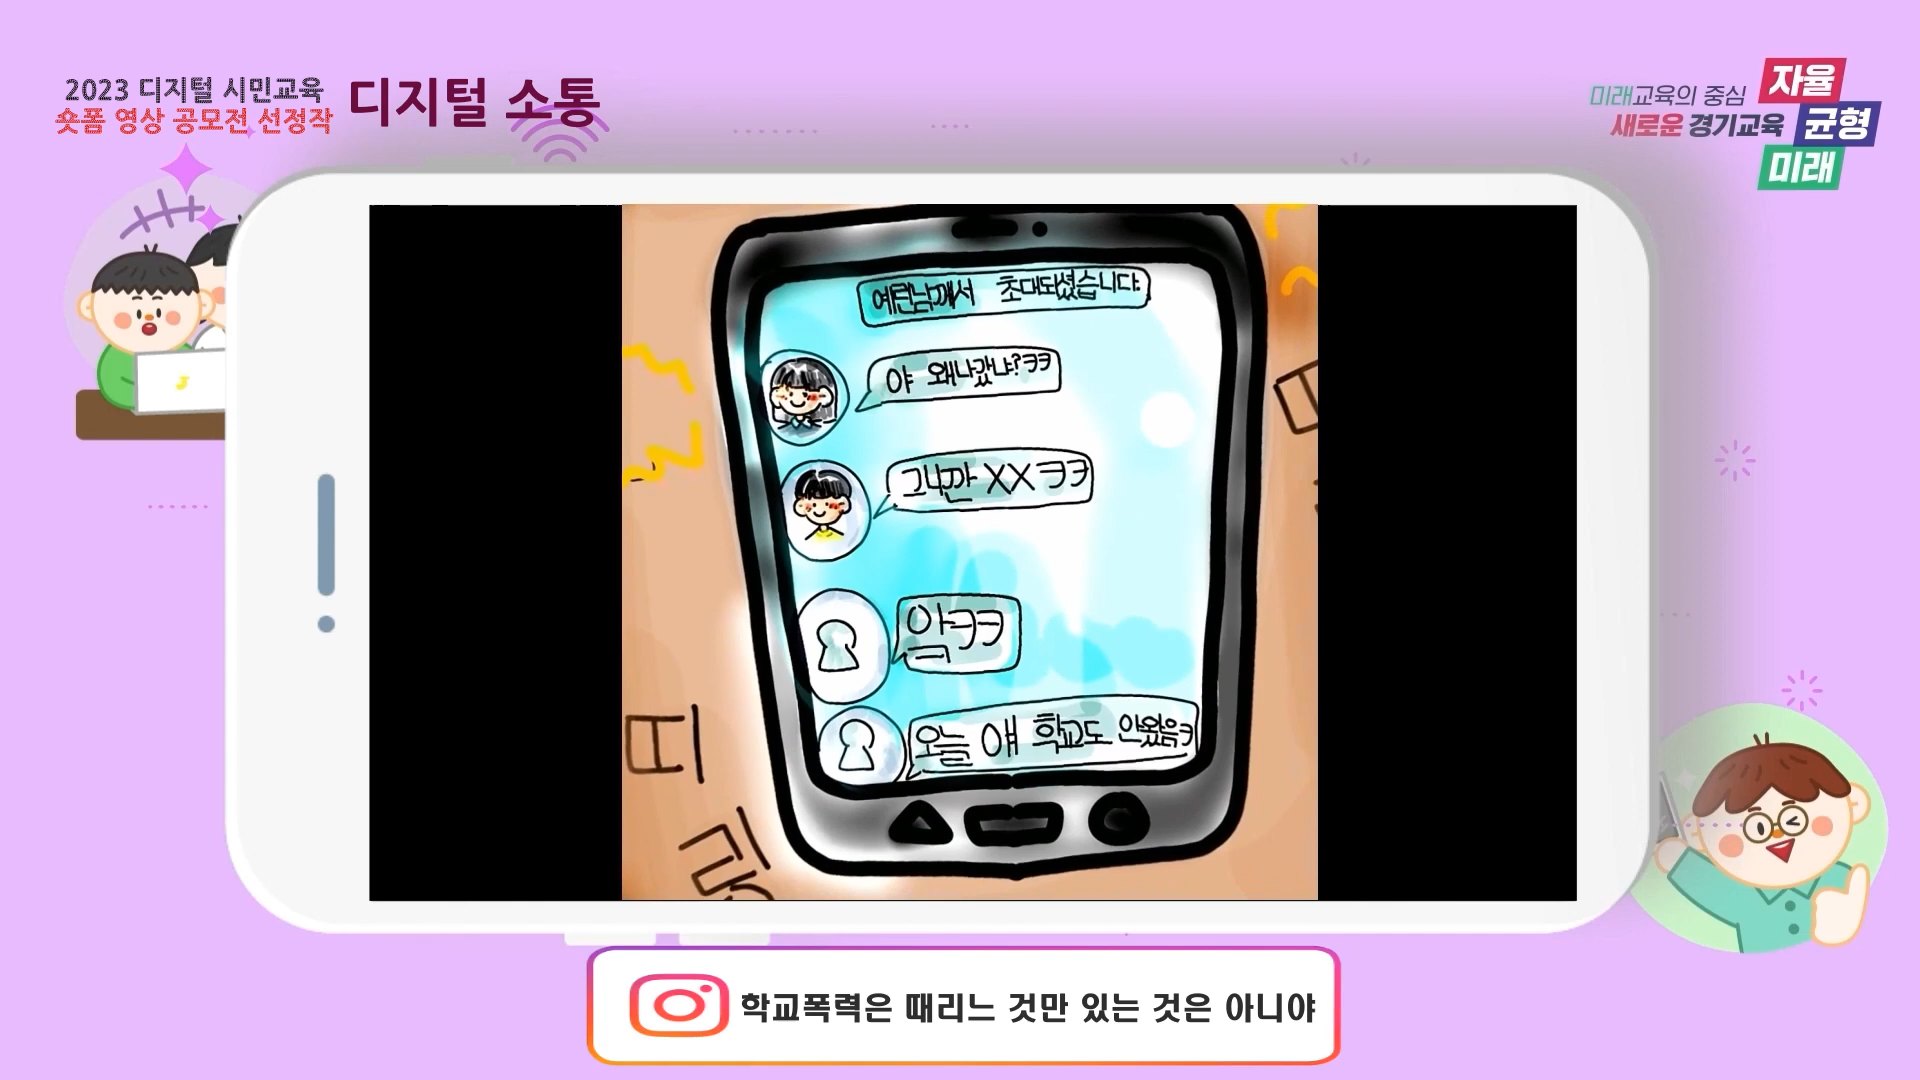 2023 디지털 시민교육
숏폼 영상 공모전 선정작
디지털 소통
미래교육의 중심
새로운 경기교육
자율
균형
미래
예린님께서 초대되셨습니다
야 왜나갔냐?ㅋㅋ
그니깐 XX ㅋㅋ
악ㅋㅋ
오늘 얘 학교도 안왔음ㅋ
학교폭력은 때리느 것만 있는 것은 아니야